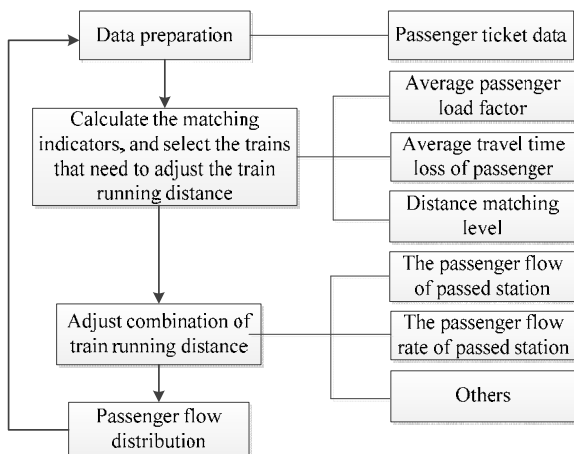 Data preparation
Passenger ticket data
Calculate the matching
indicators, and select the trains
that need to adjust the train
running distance
Average passenger
load factor
Average travel time
loss of passenger
Distance matching
level
Adjust combination of
train running distance
The passenger flow
of passed station
The passenger flow
rate of passed station
Others
Passenger flow
distribution